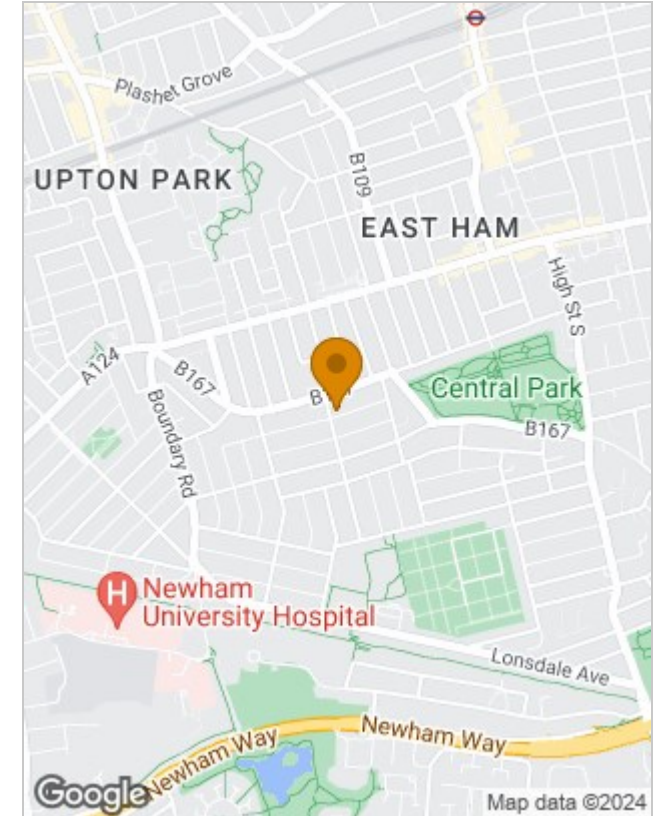 Plashet Grove
UPTON PARK
B109
EAST HAM
High St S
A124
B167
B
Central Park
B167
Boundary Rd
H
Newham
University Hospital
Lonsdale Ave
Newham Way
Newham Way
Google
Map data ©2024